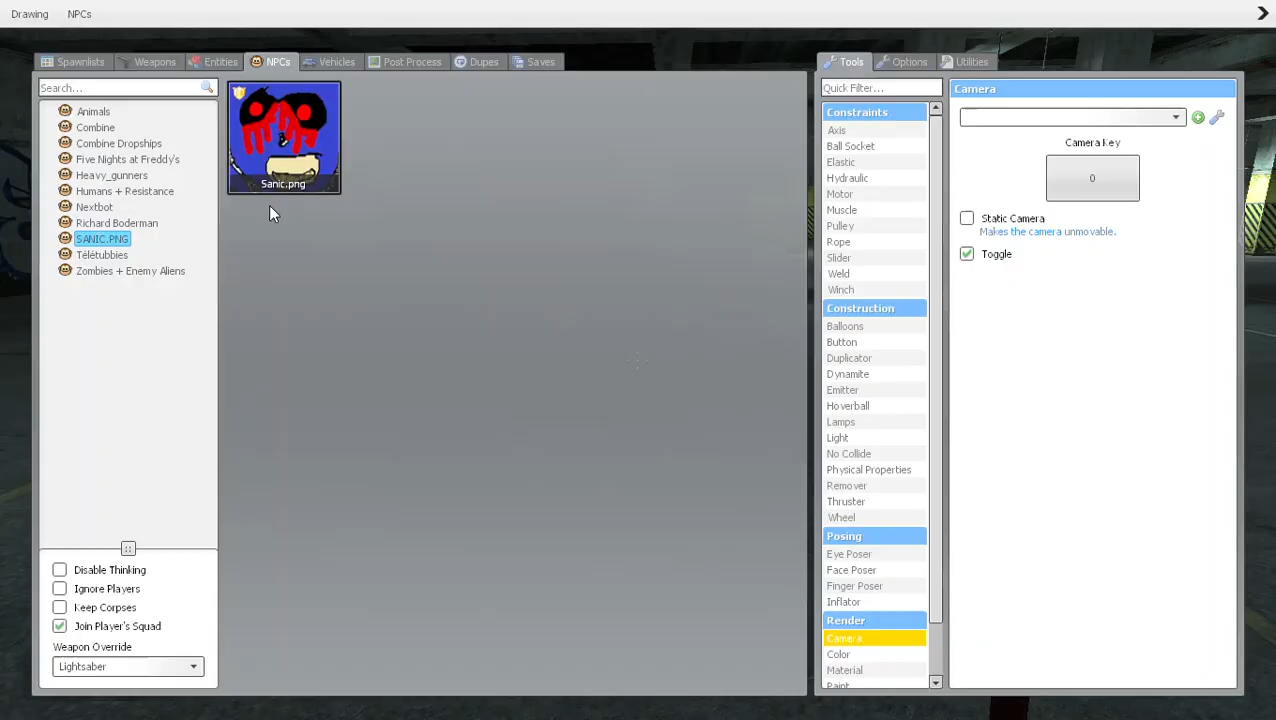 Drawing NPCs
Spawnlists Weapons Entities NPCs Vehicles Post Process Dupes Saves
Search...
Animals
Combine
Combine Dropships
Five Nights at Freddy's
Heavy_gunners
Humans + Resistance
Nextbot
Richard Boderman
SANIC.PNG
Télétubbies
Zombies + Enemy Aliens
Disable Thinking
Ignore Players
Keep Corpses
Join Player's Squad
Weapon Override
Lightsaber
Sanic.png
Tools Options Utilities
Quick Filter...
Constraints
Axis
Ball Socket
Elastic
Hydraulic
Motor
Muscle
Pulley
Rope
Slider
Weld
Winch
Construction
Balloons
Button
Duplicator
Dynamite
Emitter
Hoverball
Lamps
Light
No Collide
Physical Properties
Remover
Thruster
Wheel
Posing
Eye Poser
Face Poser
Finger Poser
Inflator
Render
Camera
Color
Material
Paint
Camera
Camera Key
0
Static Camera
Makes the camera unmovable.
Toggle